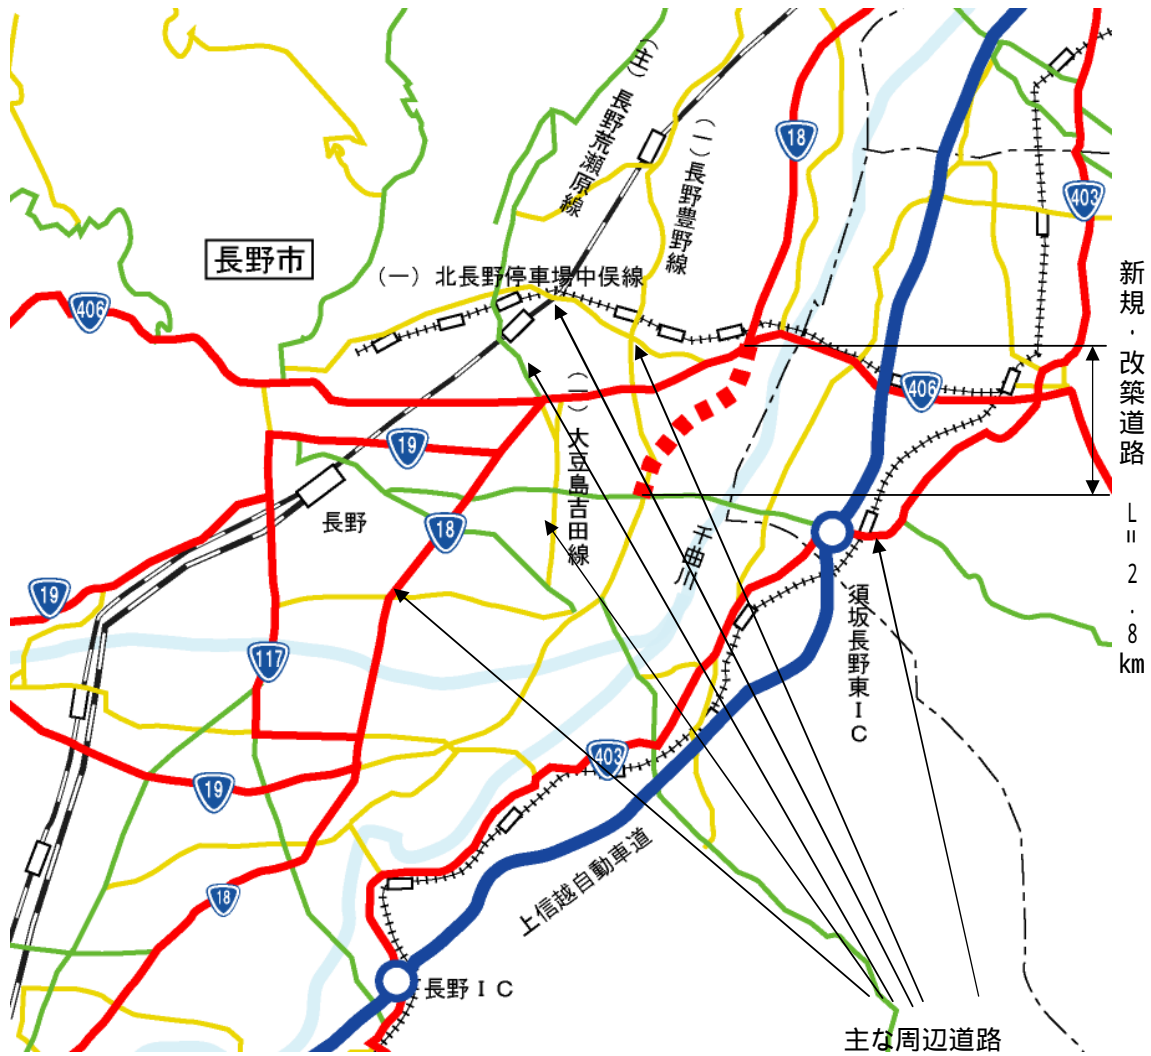 (主)長野荒瀬原線
(一)長野豊野線
18
403
長野市
(一)北長野停車場中俣線
406
新規・改築道路 L=2.8km
406
(一)大豆島吉田線
19
長野
18
千曲川
19
須坂長野東IC
117
403
19
上信越自動車道
18
長野IC
主な周辺道路